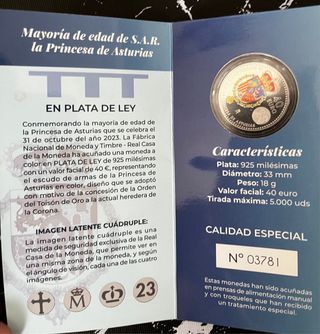 Mayoría de edad de S.A.R.
la Princesa de Asturias
EN PLATA DE LEY
Conmemorando la mayoría de edad de
la Princesa de Asturias que se celebra el
31 de octubre del año 2023. La Fábrica
Nacional de Moneda y Timbre - Real Casa
de la Moneda ha acuñado una moneda a
color en PLATA DE LEY de 925 milésimas
con un valor facial de 40 €, representando
el escudo de armas de la Princesa de
Asturias en color, diseño que se adoptó
con motivo de la concesión de la Orden
del Toisón de Oro a la actual heredera de
la Corona.
IMAGEN LATENTE CUÁDRUPLE:
La imagen latente cuádruple es una
medida de seguridad exclusiva de la Real
Casa de la Moneda, que permite ver en
una misma zona de la moneda, y según
el ángulo de visión, cada una de las cuatro
imágenes.
M
23
Características
Plata: 925 milésimas
Diámetro: 33 mm
Peso: 18 g
Valor facial: 40 euro
Tirada máxima: 5.000 uds
CALIDAD ESPECIAL
Nº 03781
Estas monedas han sido acuñadas
en prensas de alimentación manual
y con troqueles que han recibido
un tratamiento especial.